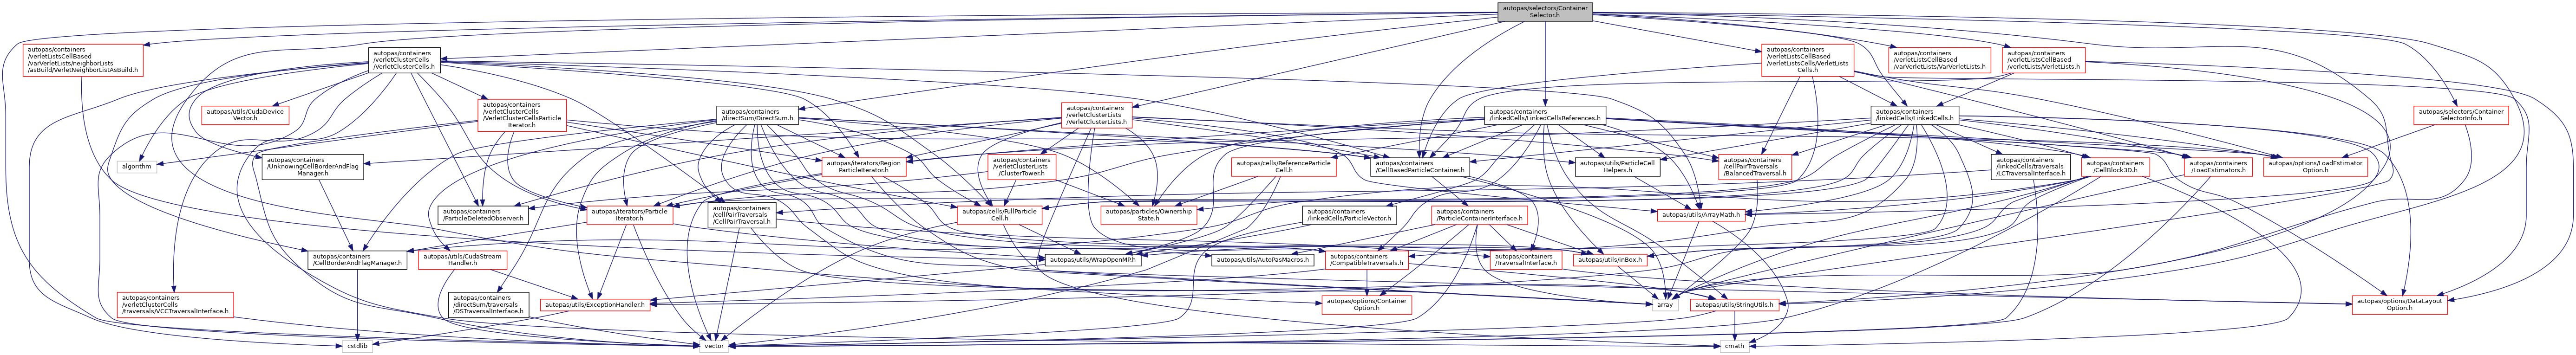 autopas/selectors/Container
Selector.h
autopas/containers
/verletListsCellBased
/varVerletLists/neighborLists
/asBuild/VerletNeighborListAsBuild.h
autopas/containers
/verletClusterCells
/VerletClusterCells.h
autopas/containers
/verletListsCellBased
/verletListsCells/VerletLists
Cells.h
autopas/containers
/verletListsCellBased
/varVerletLists/VarVerletLists.h
autopas/containers
/verletListsCellBased
/verletLists/VerletLists.h
autopas/utils/CudaDevice
Vector.h
autopas/containers
/verletClusterCells
/VerletClusterCellsParticle
Iterator.h
autopas/containers
/directSum/DirectSum.h
autopas/containers
/verletClusterLists
/VerletClusterLists.h
autopas/containers
/linkedCells/LinkedCellsReferences.h
autopas/containers
/linkedCells/LinkedCells.h
autopas/selectors/Container
SelectorInfo.h
algorithm
autopas/containers
/UnknowingCellBorderAndFlag
Manager.h
autopas/iterators/Region
ParticleIterator.h
autopas/containers
/verletClusterLists
/ClusterTower.h
autopas/cells/ReferenceParticle
Cell.h
autopas/containers
/CellBasedParticleContainer.h
autopas/utils/ParticleCell
Helpers.h
autopas/containers
/cellPairTraversals
/BalancedTraversal.h
autopas/containers
/linkedCells/traversals
/LCTraversalInterface.h
autopas/containers
/CellBlock3D.h
autopas/containers
/LoadEstimators.h
autopas/options/LoadEstimator
Option.h
autopas/containers
/ParticleDeletedObserver.h
autopas/iterators/Particle
Iterator.h
autopas/containers
/cellPairTraversals
/CellPairTraversal.h
autopas/cells/FullParticle
Cell.h
autopas/particles/Ownership
State.h
autopas/containers
/linkedCells/ParticleVector.h
autopas/containers
/ParticleContainerInterface.h
autopas/utils/ArrayMath.h
autopas/containers
/CellBorderAndFlagManager.h
autopas/utils/CudaStream
Handler.h
autopas/utils/WrapOpenMP.h
autopas/utils/AutoPasMacros.h
autopas/containers
/CompatibleTraversals.h
autopas/containers
/TraversalInterface.h
autopas/utils/inBox.h
autopas/containers
/verletClusterCells
/traversals/VCCTraversalInterface.h
autopas/containers
/directSum/traversals
/DSTraversalInterface.h
autopas/utils/ExceptionHandler.h
autopas/options/Container
Option.h
array
autopas/utils/StringUtils.h
autopas/options/DataLayout
Option.h
cstdlib
vector
cmath